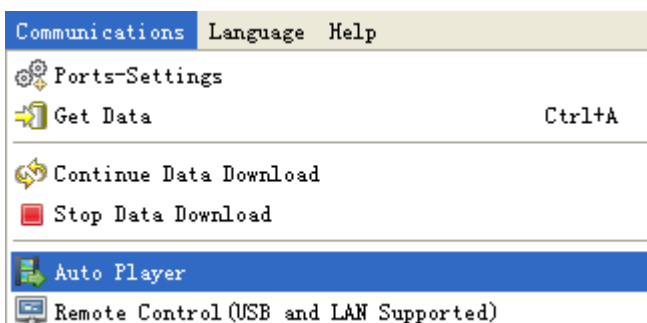 Communications Language Help
Ports-Settings
Get Data Ctrl+A
Continue Data Download
Stop Data Download
Auto Player
Remote Control(USB and LAN Supported)